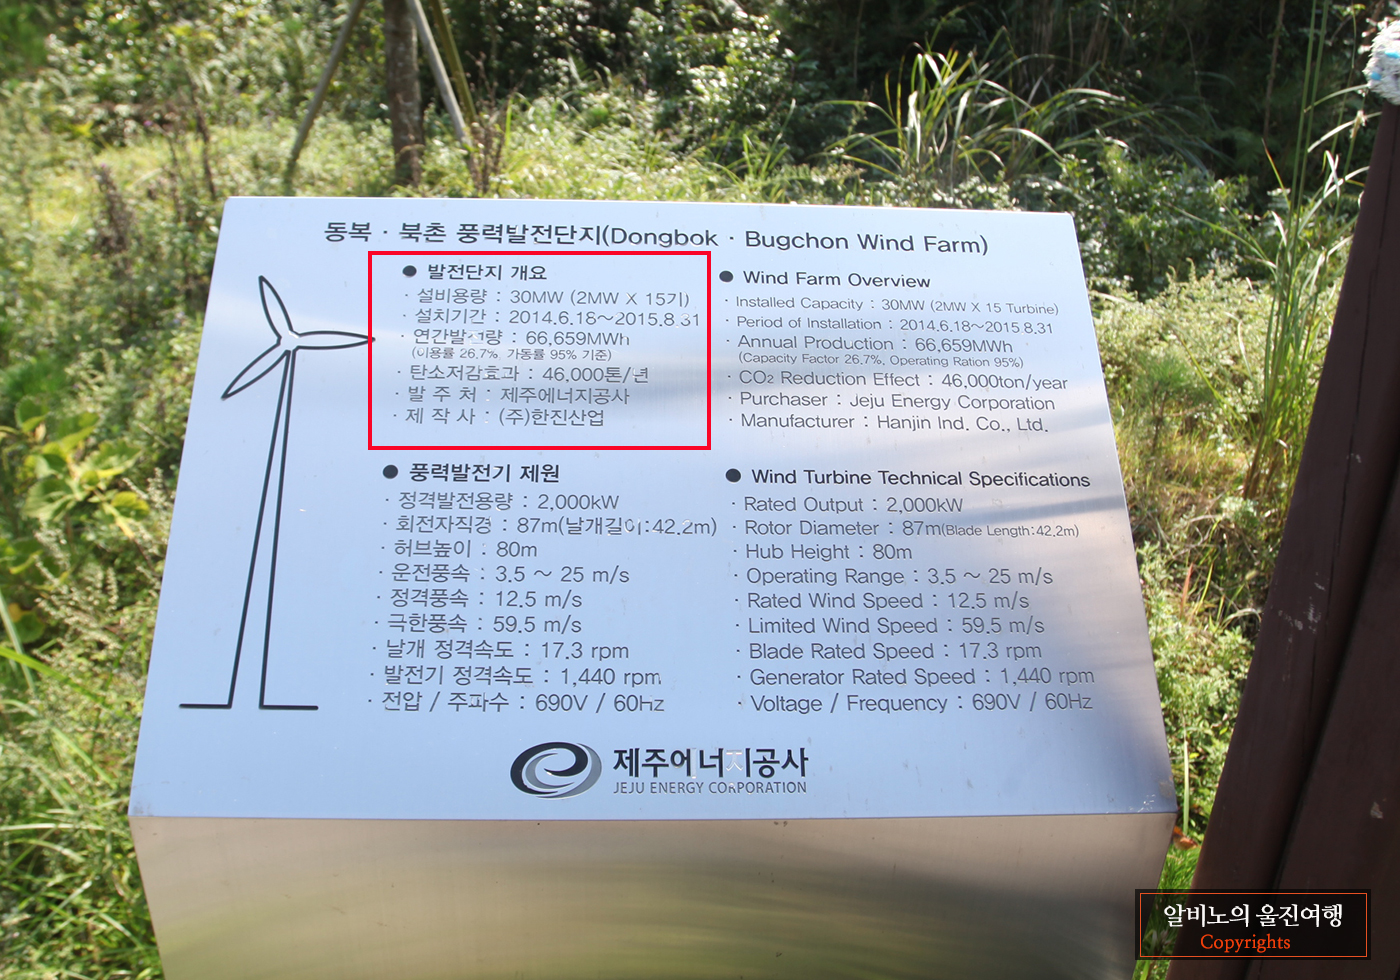 동복 · 북촌 풍력발전단지(Dongbok · Bugchon Wind Farm)
● 발전단지 개요
· 설비용량 : 30MW (2MW X 15기)
· 설치기간 : 2014.6.18~2015.8.31
· 연간발전량 : 66,659MWh
(이용률 26.7%, 가동률 95% 기준)
· 탄소저감효과 : 46,000톤/년
· 발 주 처 : 제주에너지공사
· 제 작 사 : (주)한진산업
● Wind Farm Overview
· Installed Capacity : 30MW (2MW X 15 Turbine)
· Period of Installation : 2014.6.18~2015.8.31
· Annual Production : 66,659MWh
(Capacity Factor 26.7%, Operating Ration 95%)
· CO2 Reduction Effect : 46,000ton/year
· Purchaser : Jeju Energy Corporation
· Manufacturer : Hanjin Ind. Co., Ltd.
● 풍력발전기 제원
· 정격발전용량 : 2,000kW
· 회전자직경 : 87m(날개길이:42.2m)
· 허브높이 : 80m
· 운전풍속 : 3.5 ~ 25 m/s
· 정격풍속 : 12.5 m/s
· 극한풍속 : 59.5 m/s
· 날개 정격속도 : 17.3 rpm
· 발전기 정격속도 : 1,440 rpm
· 전압 / 주파수 : 690V / 60Hz
● Wind Turbine Technical Specifications
· Rated Output : 2,000kW
· Rotor Diameter : 87m(Blade Length:42.2m)
· Hub Height : 80m
· Operating Range : 3.5 ~ 25 m/s
· Rated Wind Speed : 12.5 m/s
· Limited Wind Speed : 59.5 m/s
· Blade Rated Speed : 17.3 rpm
· Generator Rated Speed : 1,440 rpm
· Voltage / Frequency : 690V / 60Hz
제주에너지공사
JEJU ENERGY CORPORATION
알비노의 울진여행
Copyrights